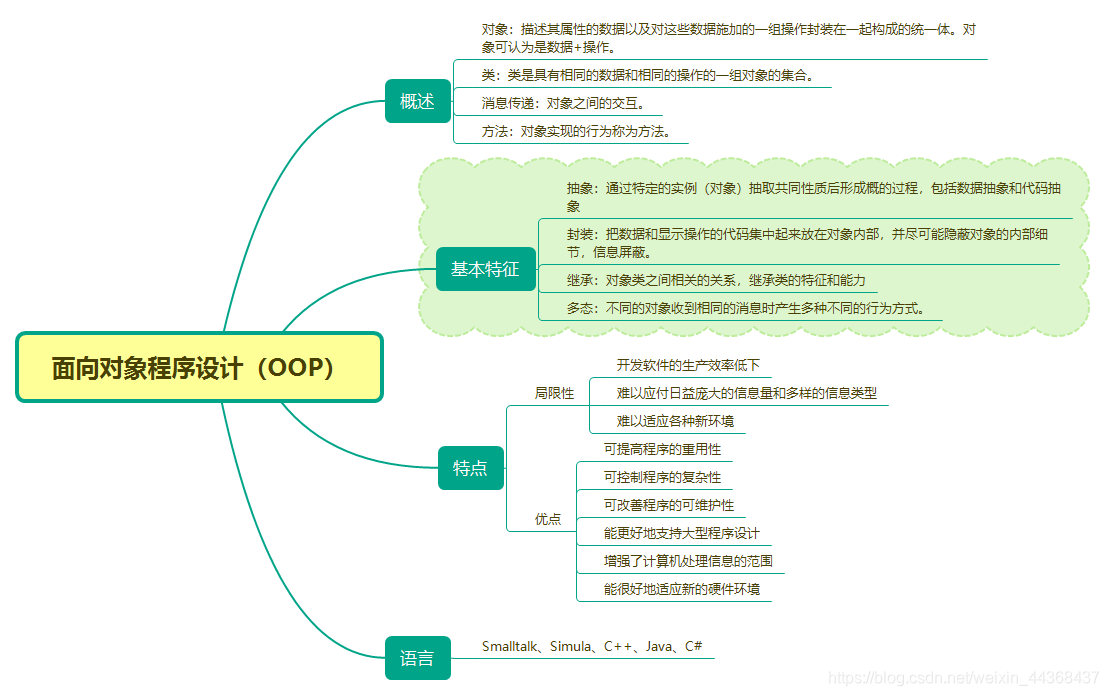 面向对象程序设计（OOP）
概述
对象：描述其属性的数据以及对这些数据施加的一组操作封装在一起构成的统一体。对
象可认为是数据+操作。
类：类是具有相同的数据和相同的操作的一组对象的集合。
消息传递：对象之间的交互。
方法：对象实现的行为称为方法。
基本特征
抽象：通过特定的实例（对象）抽取共同性质后形成概的过程，包括数据抽象和代码抽
象
封装：把数据和显示操作的代码集中起来放在对象内部，并尽可能隐蔽对象的内部细
节，信息屏蔽。
继承：对象类之间相关的关系，继承类的特征和能力
多态：不同的对象收到相同的消息时产生多种不同的行为方式。
特点
局限性
开发软件的生产效率低下
难以应付日益庞大的信息量和多样的信息类型
难以适应各种新环境
优点
可提高程序的重用性
可控制程序的复杂性
可改善程序的可维护性
能更好地支持大型程序设计
增强了计算机处理信息的范围
能很好地适应新的硬件环境
语言
Smalltalk、Simula、C++、Java、C#
https://blog.csdn.net/weixin_44368437